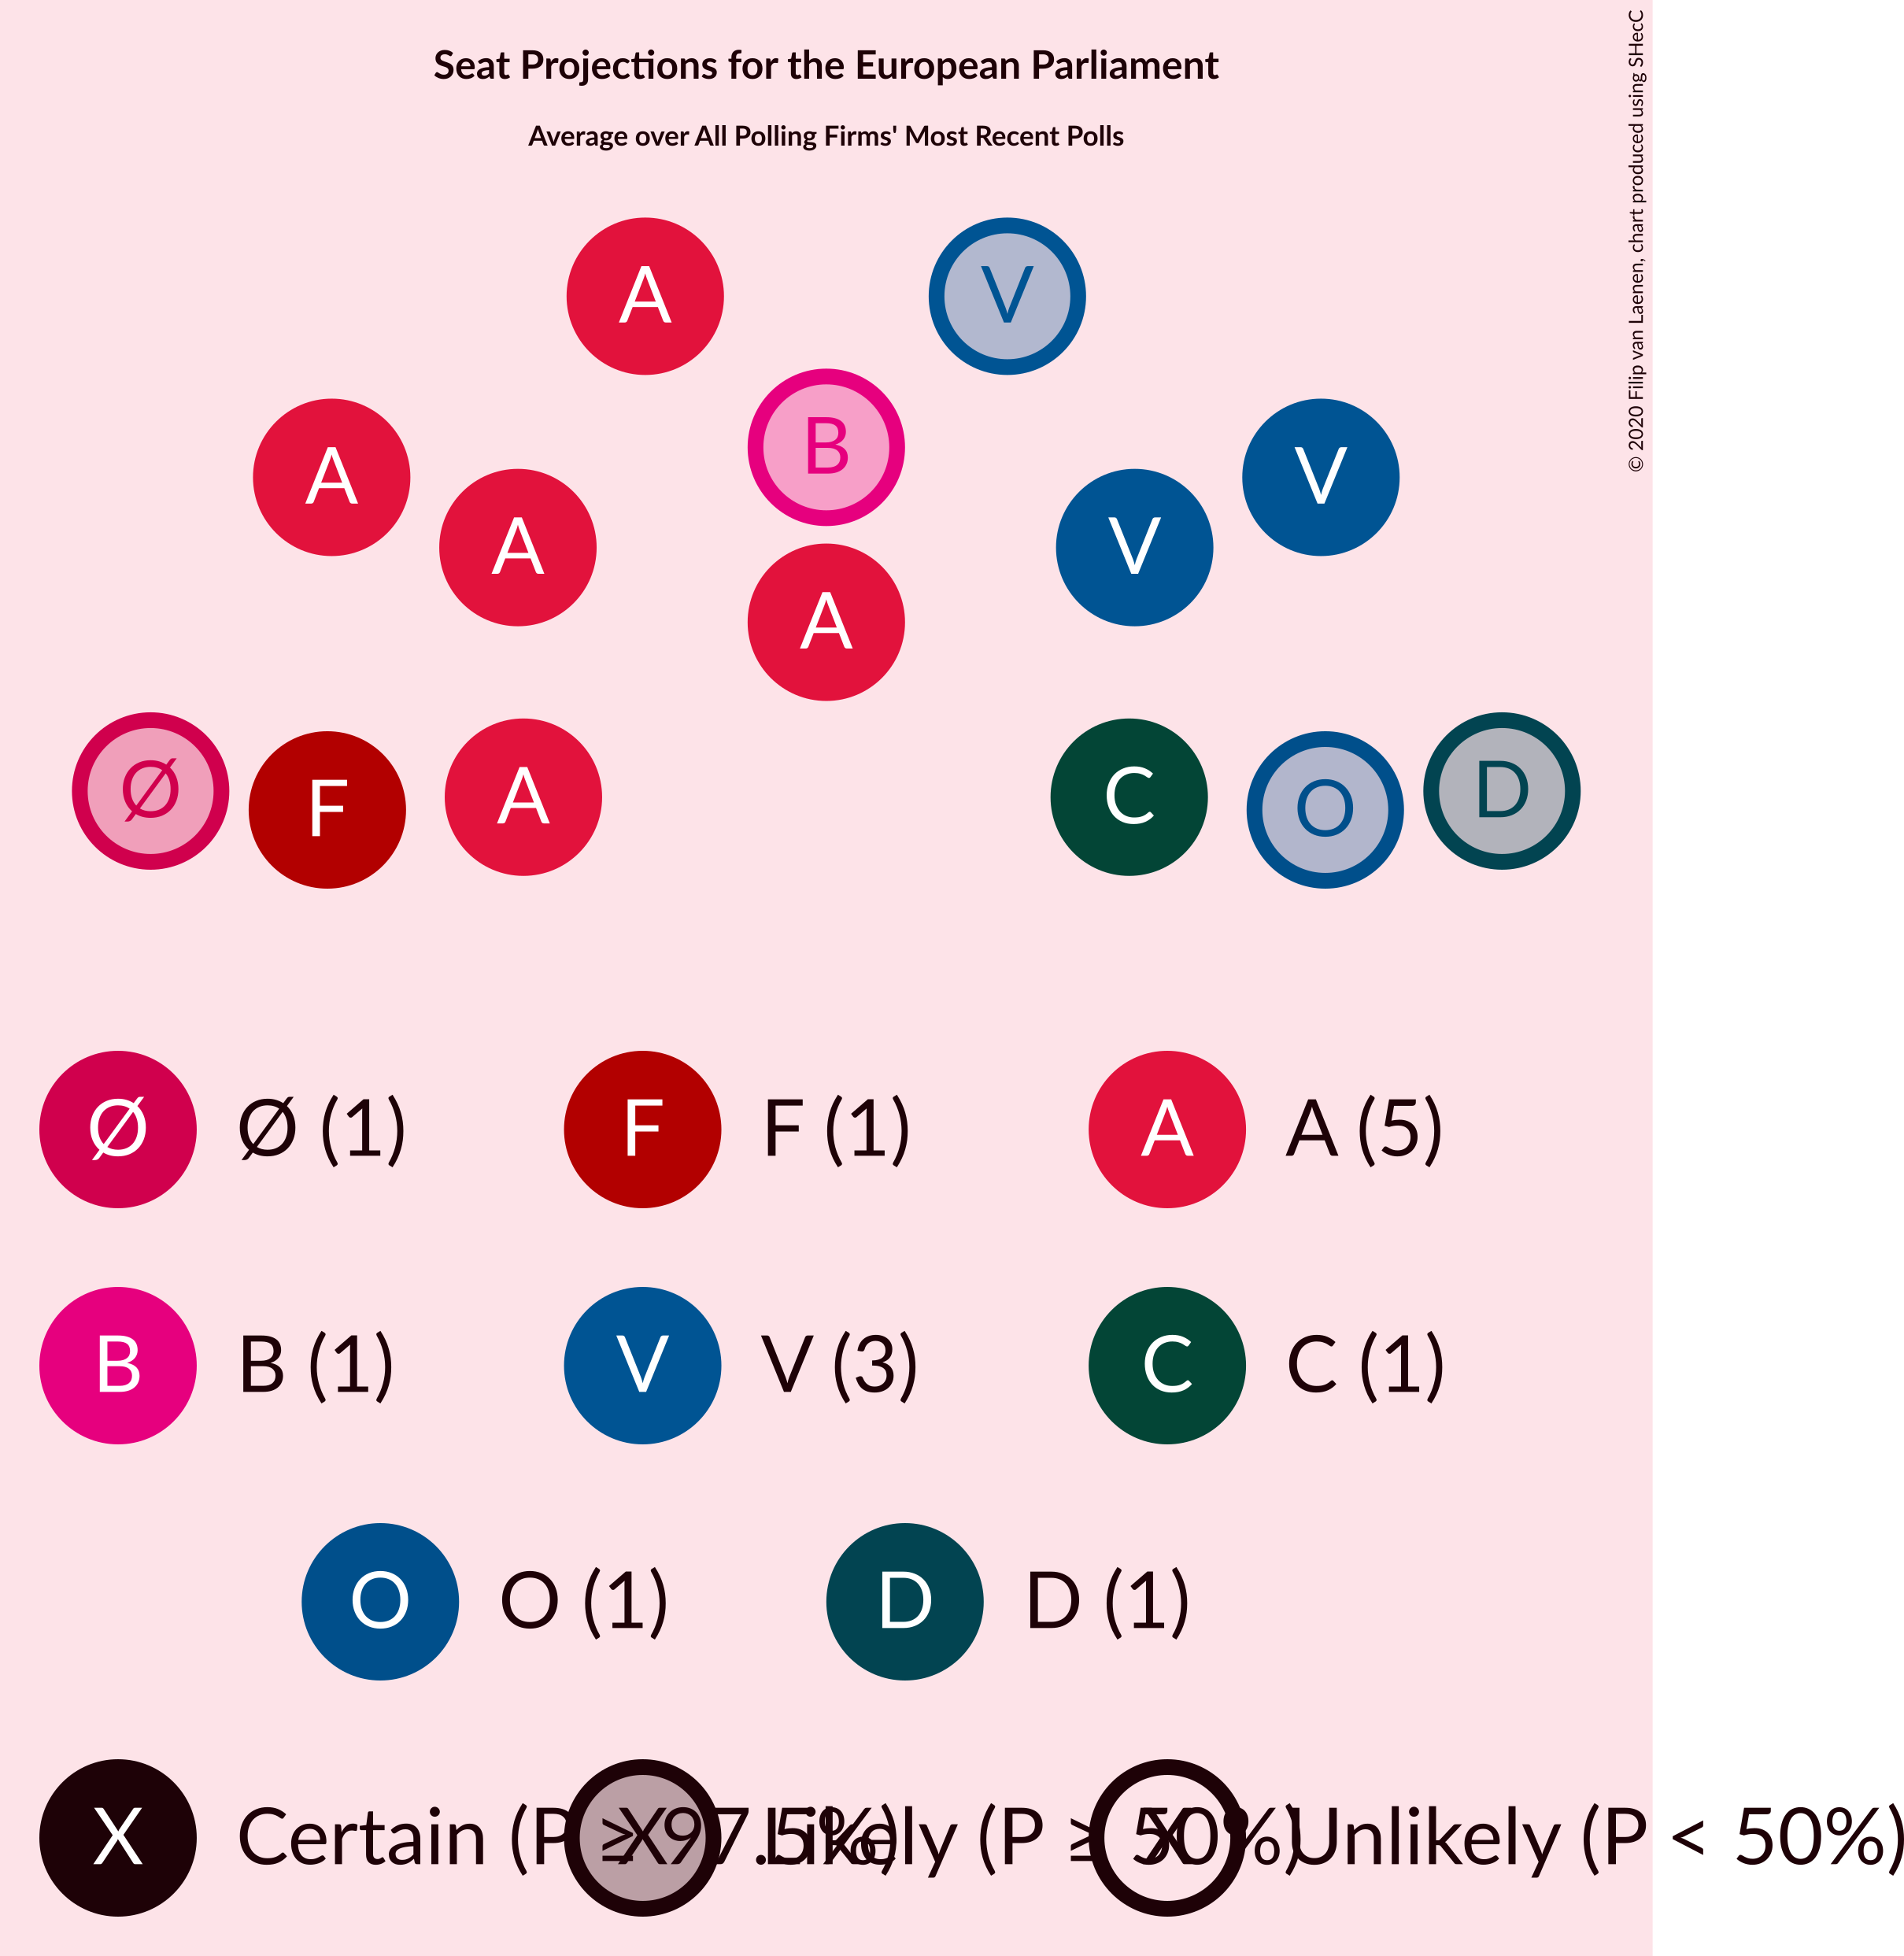 Seat Projections for the European Parliament
Average over All Polling Firms' Most Recent Polls
© 2020 Filip van Laenen, chart produced using SHecC
A
V
B
A
V
A
V
A
Ø
F
A
C
O
D
Ø Ø (1)
F F (1)
A A (5)
B B (1)
V V (3)
C C (1)
O O (1)
D D (1)
X Certain (P ≥ 97.5%)
X Likely (P ≥ 50%)
X Unlikely (P < 50%)